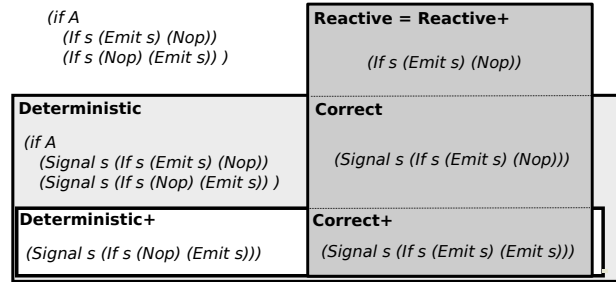 (if A
(If s (Emit s) (Nop))
(If s (Nop) (Emit s)) )
Reactive = Reactive+
(If s (Emit s) (Nop))
Deterministic
(if A
(Signal s (If s (Emit s) (Nop))
(Signal s (If s (Nop) (Emit s)) )
Correct
(Signal s (If s (Emit s) (Nop)))
Deterministic+
(Signal s (If s (Nop) (Emit s)))
Correct+
(Signal s (If s (Emit s) (Emit s)))